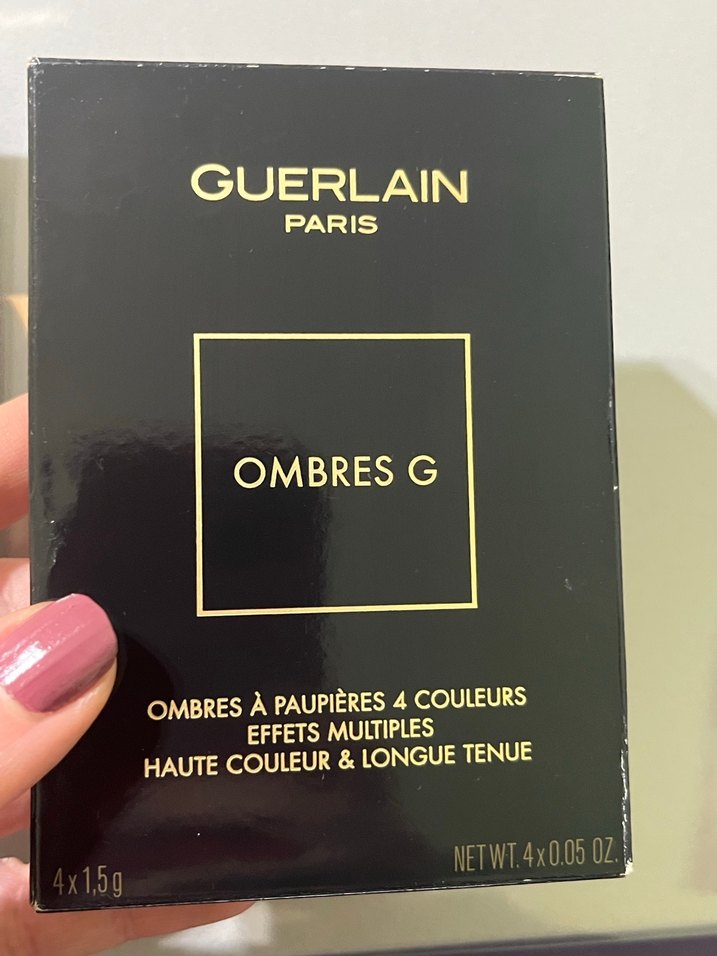 GUERLAIN
PARIS
OMBRES G
OMBRES À PAUPIÈRES 4 COULEURS
EFFETS MULTIPLES
HAUTE COULEUR & LONGUE TENUE
4 x 1,5 g
NET WT. 4 x 0.05 OZ.